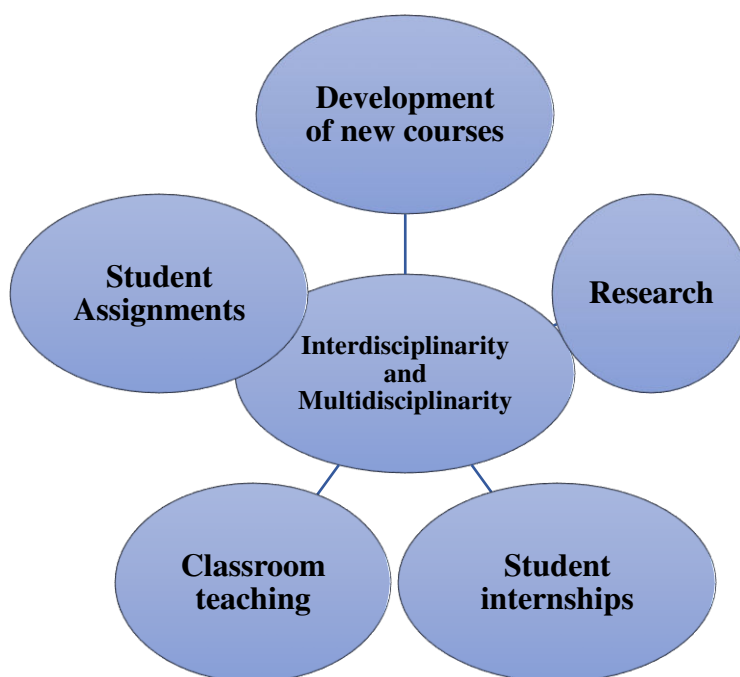 Development
of new courses
Student
Assignments
Research
Interdisciplinarity
and
Multidisciplinarity
Classroom
teaching
Student
internships